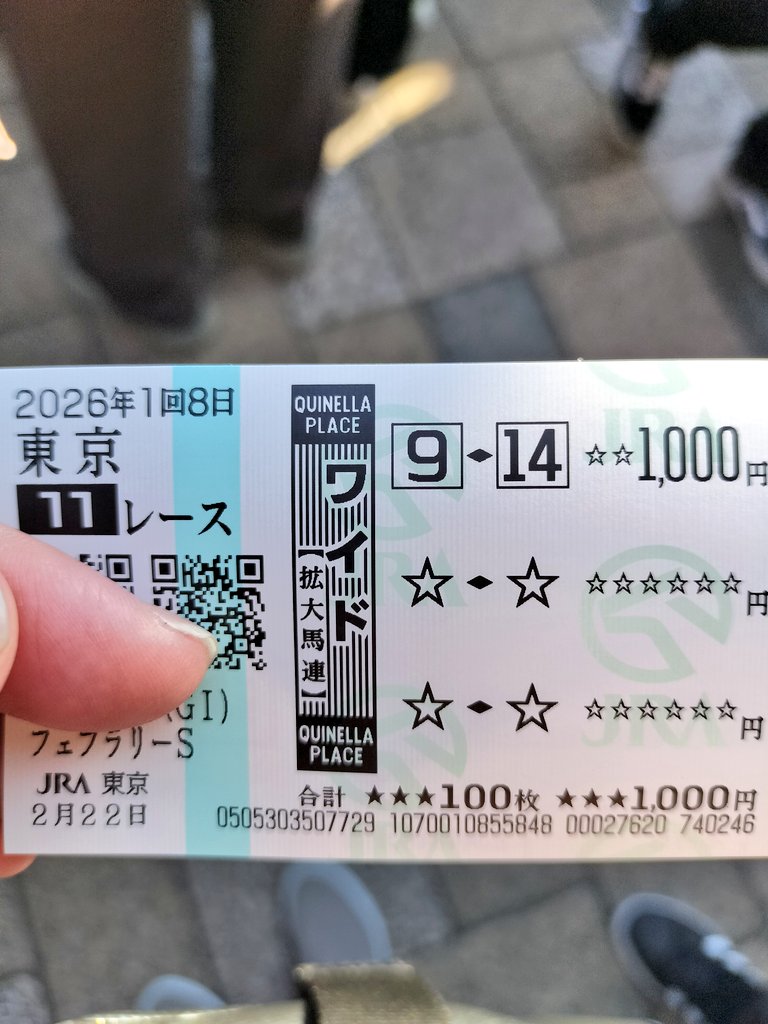 2026年1回8日
東京
11レース
GI)
フェブラリーS
JRA 東京
2月22日
QUINELLA
PLACE
ワイド
【拡大馬連】
QUINELLA
PLACE
9◆14 ☆☆1,000円
☆◆☆ ☆☆☆☆☆☆円
☆◆☆ ☆☆☆☆☆☆円
合計 ★★★100枚 ★★★1,000円
0505303507729 1070010855848 00027620 740246
JRA
JRA
JRA